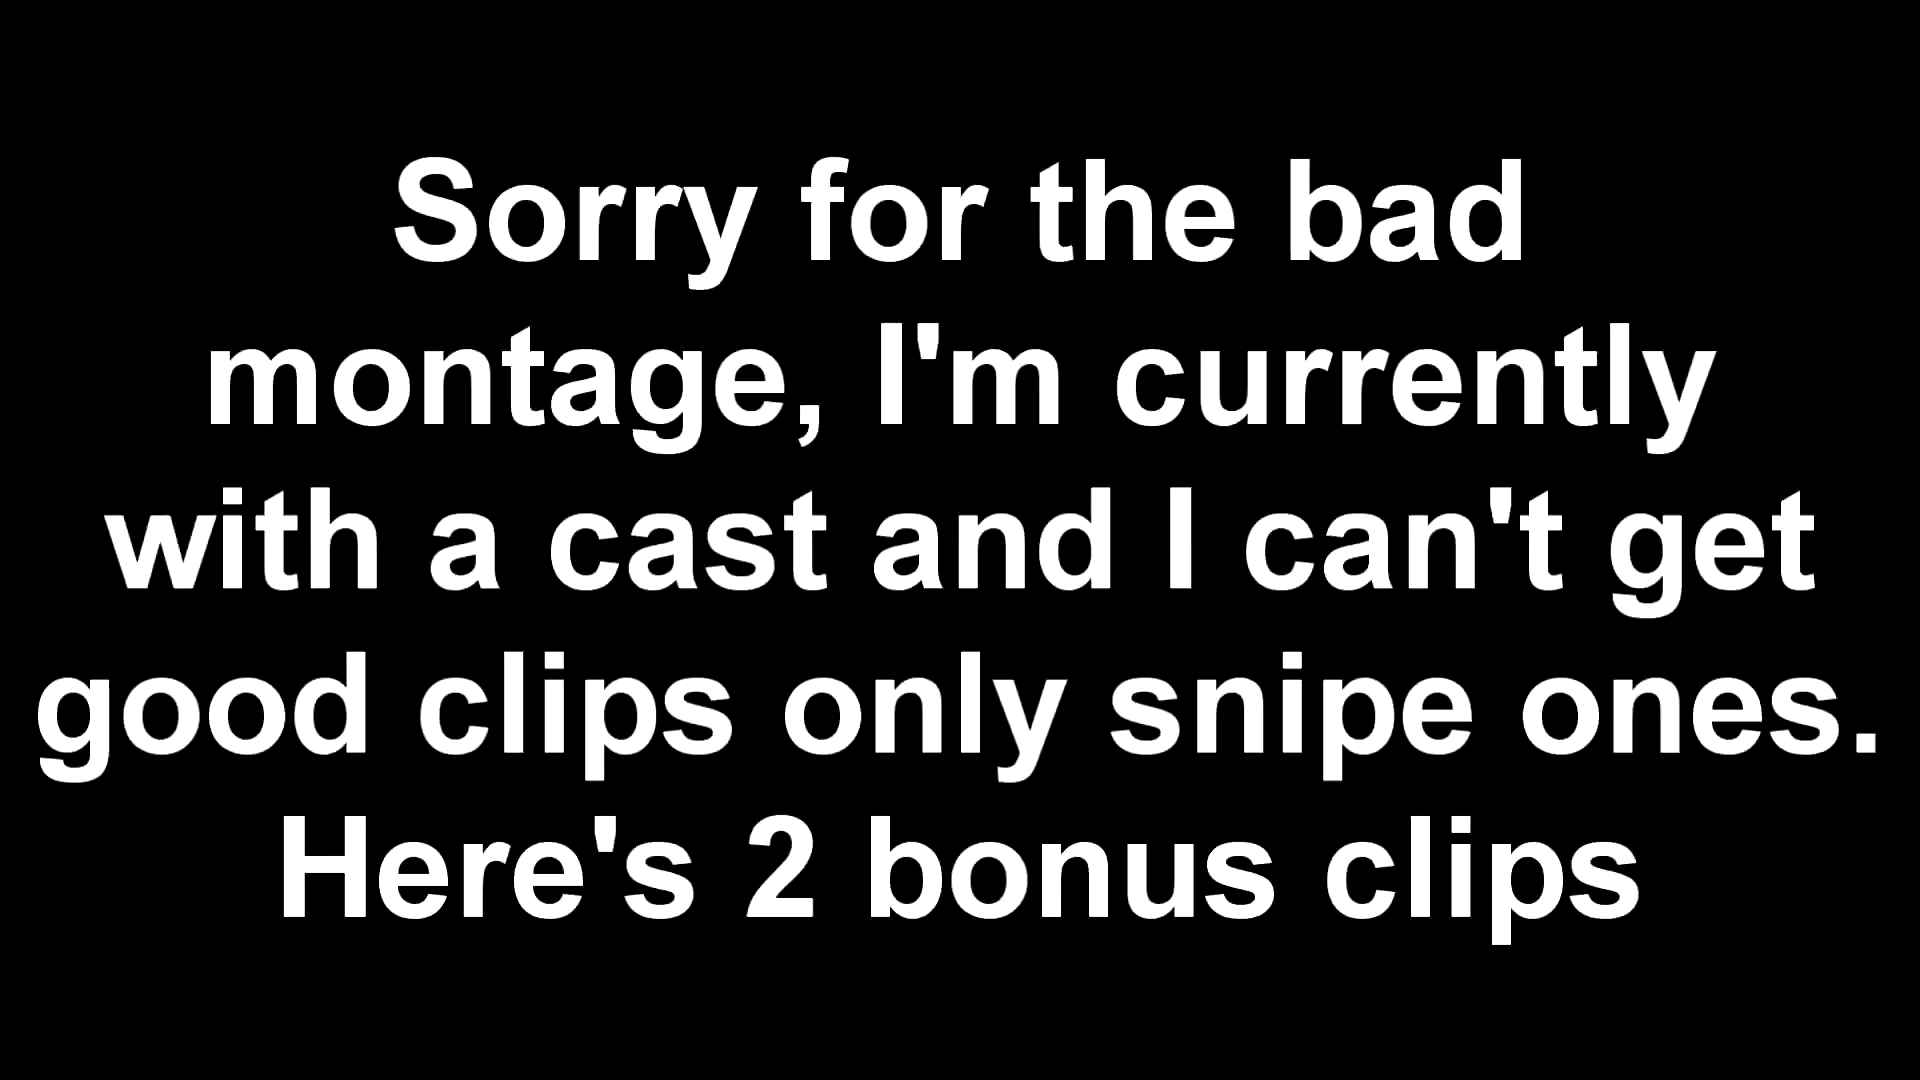 Sorry for the bad
montage, I'm currently
with a cast and I can't get
good clips only snipe ones.
Here's 2 bonus clips